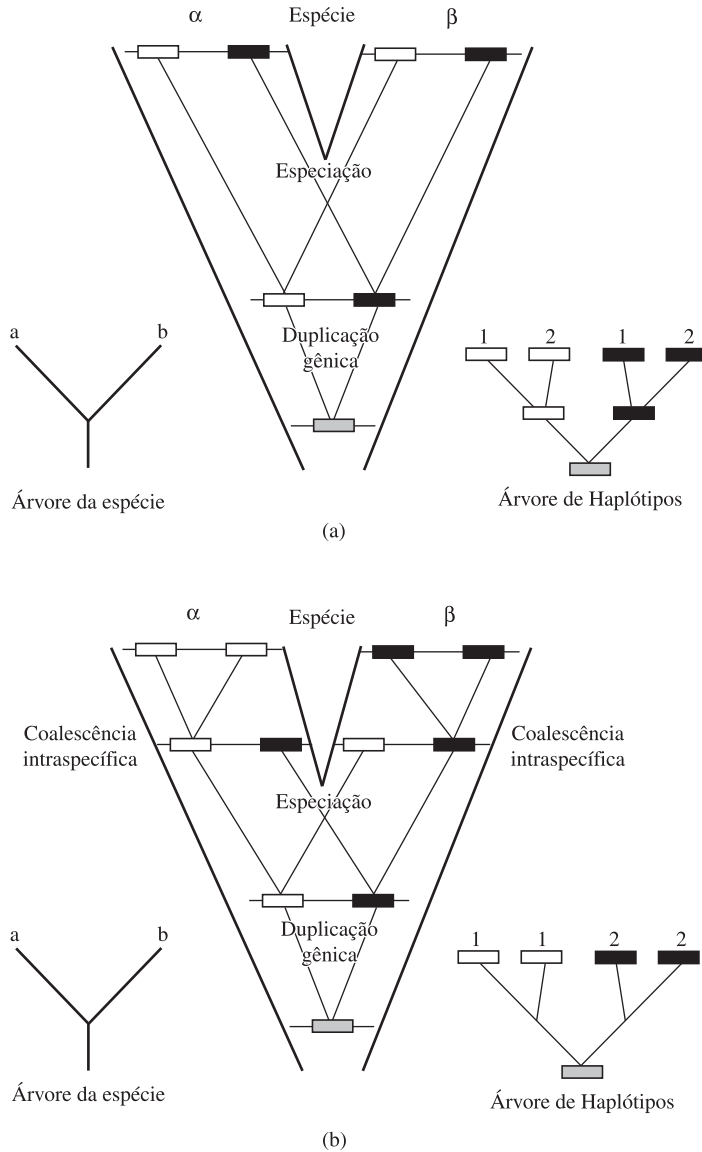 α Espécie β
Especiação
Duplicação
gênica
a b
1 2 1 2
Árvore da espécie
Árvore de Haplótipos
(a)
α Espécie β
Coalescência
intraspecífica
Coalescência
intraspecífica
Especiação
Duplicação
gênica
a b
1 1 2 2
Árvore da espécie
Árvore de Haplótipos
(b)